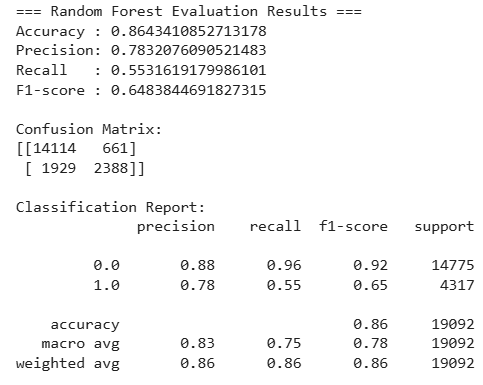 === Random Forest Evaluation Results ===
Accuracy : 0.8643410852713178
Precision: 0.7832076090521483
Recall   : 0.5531619179986101
F1-score : 0.6483844691827315
Confusion Matrix:
[[14114   661]
 [ 1929  2388]]
Classification Report:
              precision    recall  f1-score   support
         0.0       0.88      0.96      0.92     14775
         1.0       0.78      0.55      0.65      4317
    accuracy                           0.86     19092
   macro avg       0.83      0.75      0.78     19092
weighted avg       0.86      0.86      0.86     19092